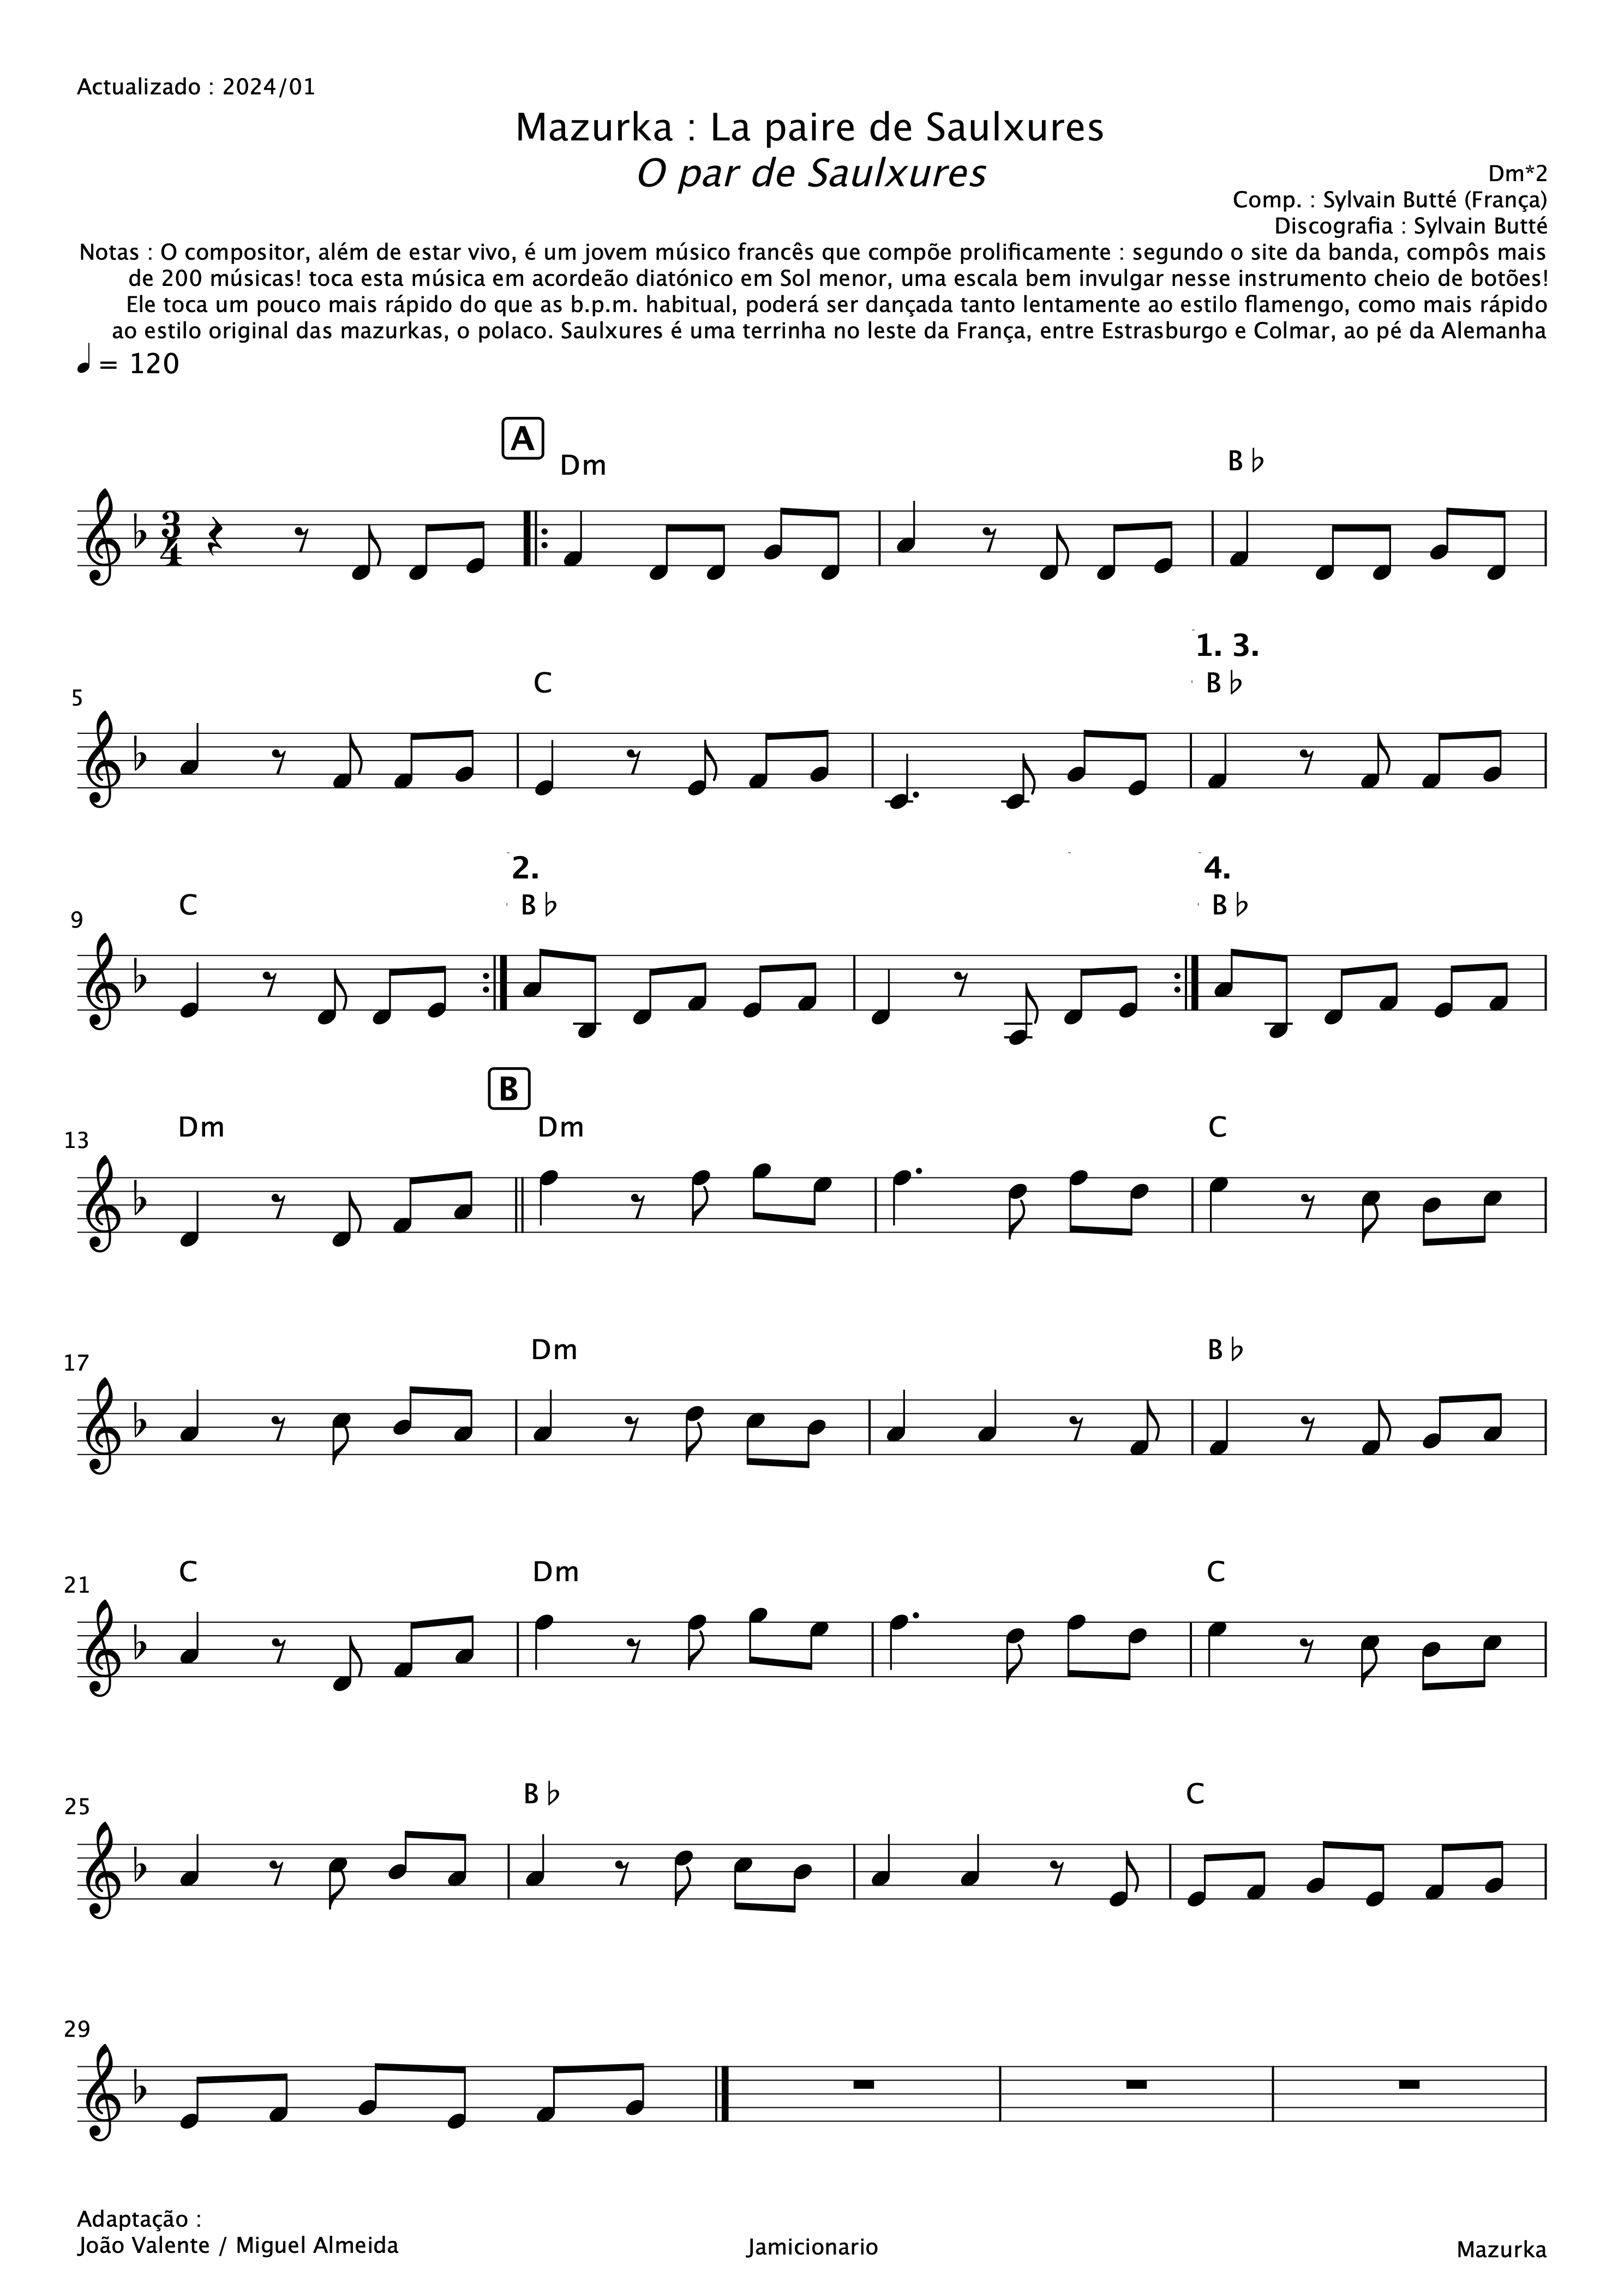 Actualizado : 2024/01
Mazurka : La paire de Saulxures
O par de Saulxures
Dm*2
Comp. : Sylvain Butté (França)
Discografia : Sylvain Butté
Notas : O compositor, além de estar vivo, é um jovem músico francês que compõe prolificamente : segundo o site da banda, compôs mais
de 200 músicas! toca esta música em acordeão diatónico em Sol menor, uma escala bem invulgar nesse instrumento cheio de botões!
Ele toca um pouco mais rápido do que as b.p.m. habitual, poderá ser dançada tanto lentamente ao estilo flamengo, como mais rápido
ao estilo original das mazurkas, o polaco. Saulxures é uma terrinha no leste da França, entre Estrasburgo e Colmar, ao pé da Alemanha
♩ = 120
A
Dm B♭
3
4
1. 3.
5 C B♭
2. 4.
9 C B♭ B♭
B
13 Dm Dm C
17 Dm B♭
21 C Dm C
25 B♭ C
29
Adaptação :
João Valente / Miguel Almeida
Jamicionario
Mazurka